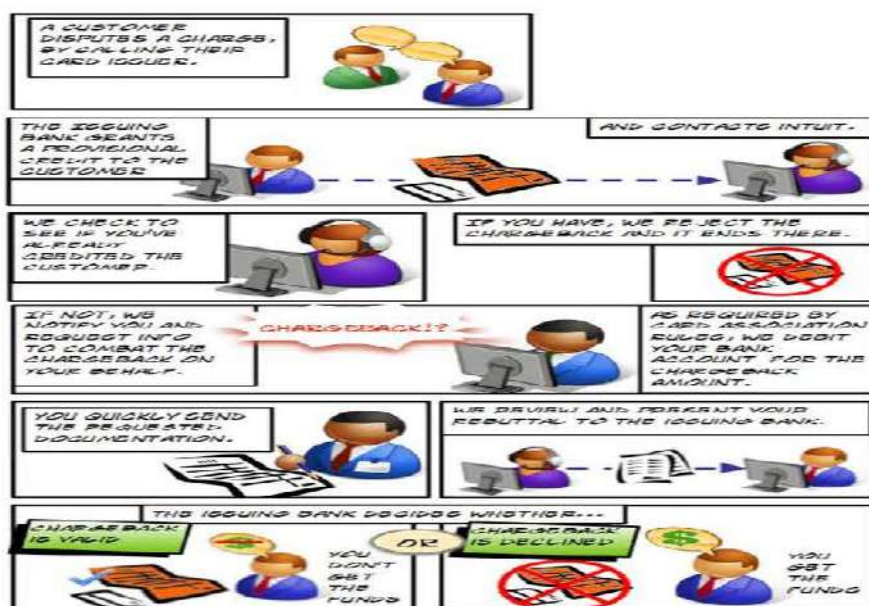 A CUSTOMER
DISPUTES A CHARGE,
BY CALLING THEIR
CARD ISSUER.
THE ISSUING
BANK GRANTS
A PROVISIONAL
CREDIT TO THE
CUSTOMER
AND CONTACTS INTUIT.
WE CHECK TO
SEE IF YOU'VE
ALREADY
CREDITED THE
CUSTOMER.
IF YOU HAVE, WE REJECT THE
CHARGEBACK AND IT ENDS THERE.
IF NOT, WE
NOTIFY YOU AND
REQUEST INFO
TO COMBAT THE
CHARGEBACK ON
YOUR BEHALF.
CHARGEBACK!?
AS REQUIRED BY
CARD ASSOCIATION
RULES, WE DEBIT
YOUR BANK
ACCOUNT FOR THE
CHARGEBACK
AMOUNT.
YOU QUICKLY SEND
THE REQUESTED
DOCUMENTATION.
WE REVIEW AND PRESENT YOUR
REBUTTAL TO THE ISSUING BANK.
THE ISSUING BANK DECIDES WHETHER...
CHARGEBACK
IS VALID
YOU
DON'T
GET
THE
FUNDS
OR
CHARGEBACK
IS DECLINED
$
YOU
GET
THE
FUNDS